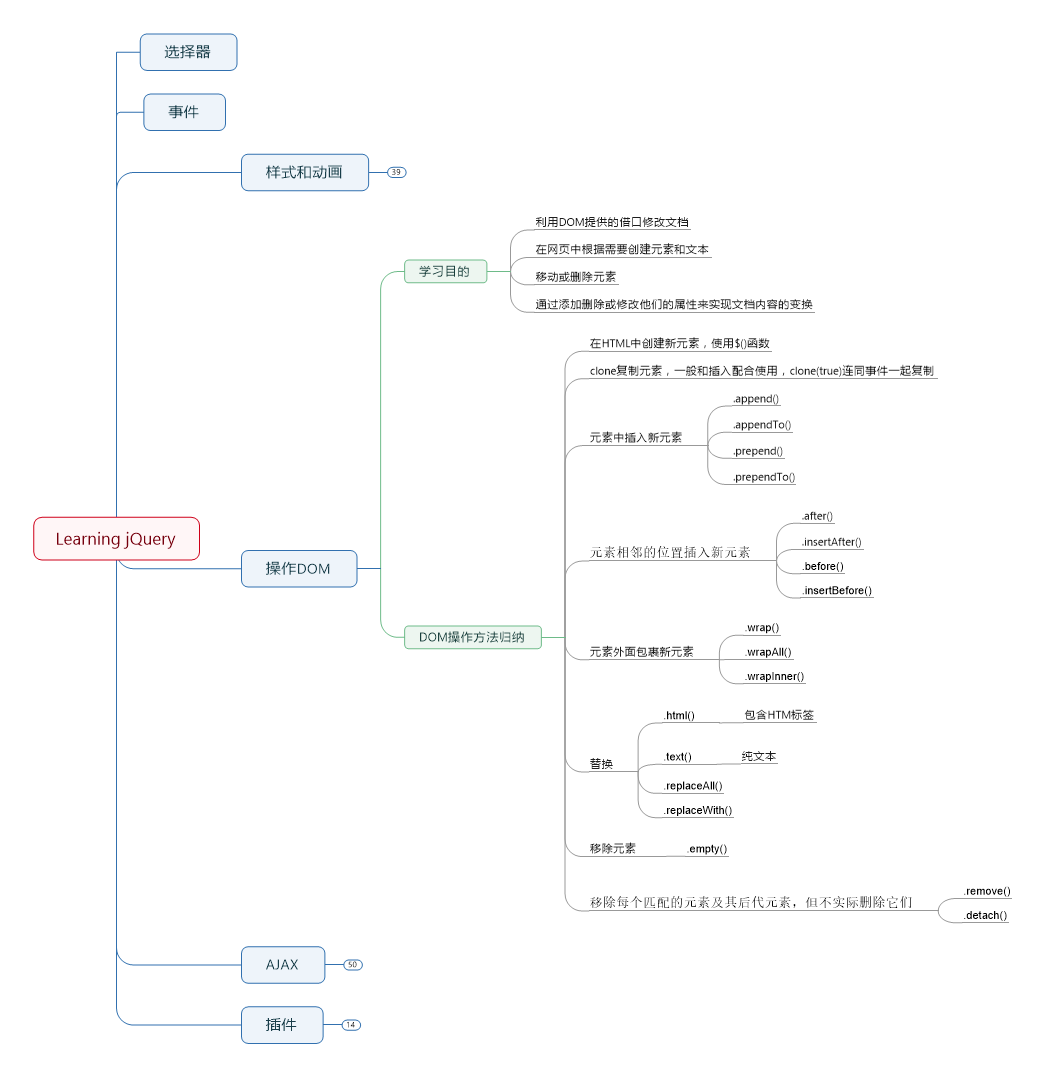 选择器
事件
样式和动画
39
Learning jQuery
操作DOM
学习目的
利用DOM提供的借口修改文档
在网页中根据需要创建元素和文本
移动或删除元素
通过添加删除或修改他们的属性来实现文档内容的变换
DOM操作方法归纳
在HTML中创建新元素，使用$()函数
clone复制元素，一般和插入配合使用，clone(true)连同事件一起复制
元素中插入新元素
.append()
.appendTo()
.prepend()
.prependTo()
元素相邻的位置插入新元素
.after()
.insertAfter()
.before()
.insertBefore()
元素外面包裹新元素
.wrap()
.wrapAll()
.wrapInner()
替换
.html()
包含HTM标签
.text()
纯文本
.replaceAll()
.replaceWith()
移除元素
.empty()
移除每个匹配的元素及其后代元素，但不实际删除它们
.remove()
.detach()
AJAX
50
插件
14